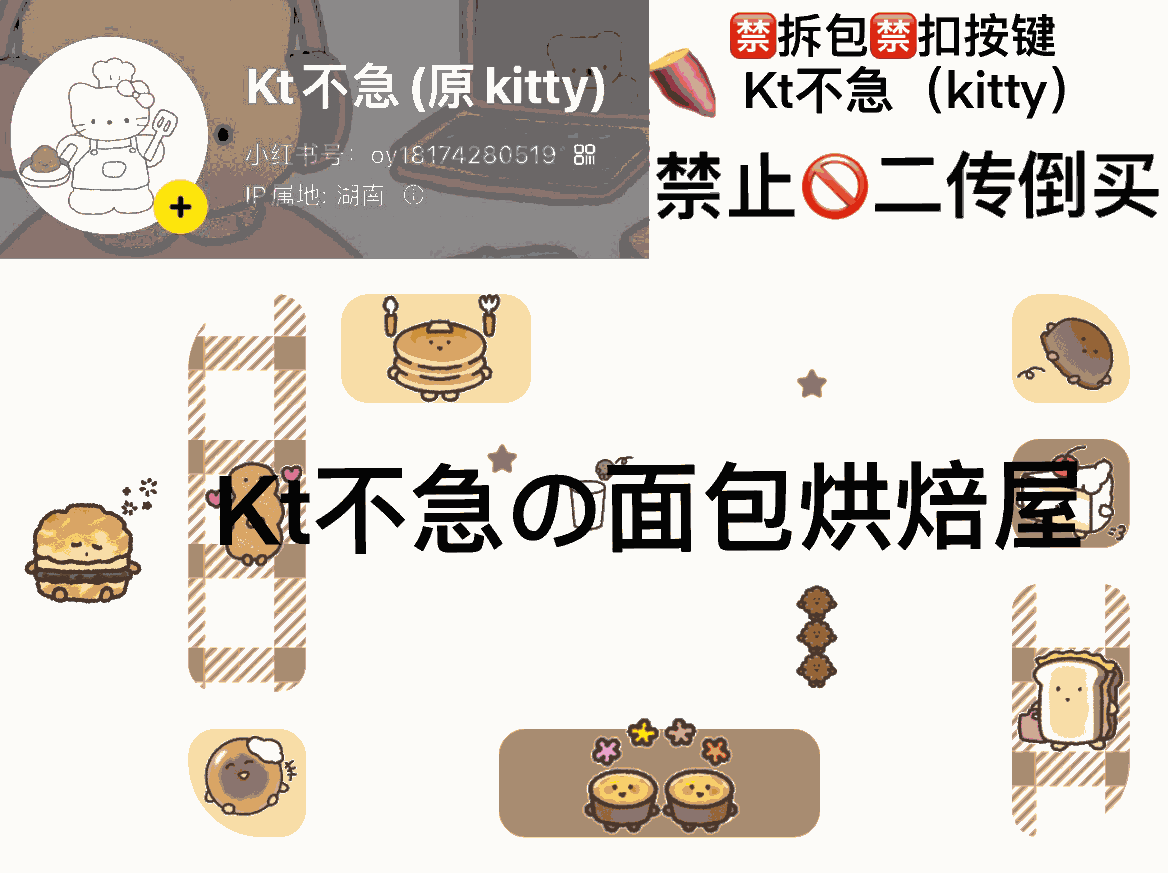 Kt不急 (原 kitty)
小红书号：oy18174280519
IP属地: 湖南
🈲拆包🈲扣按键
Kt不急（kitty）
禁止🚫二传倒买
Kt不急の面包烘焙屋